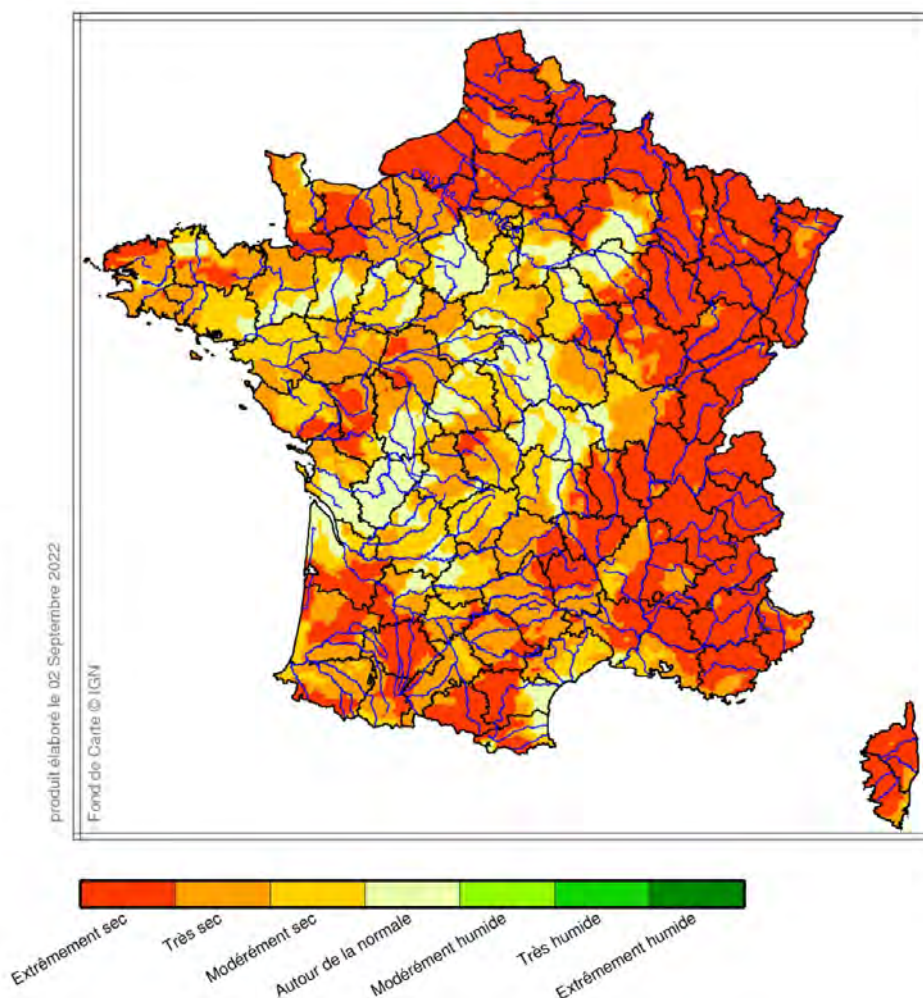 produit élaboré le 02 Septembre 2022
Fond de Carte © IGN
Extrêmement sec
Très sec
Modérément sec
Autour de la normale
Modérément humide
Très humide
Extrêmement humide